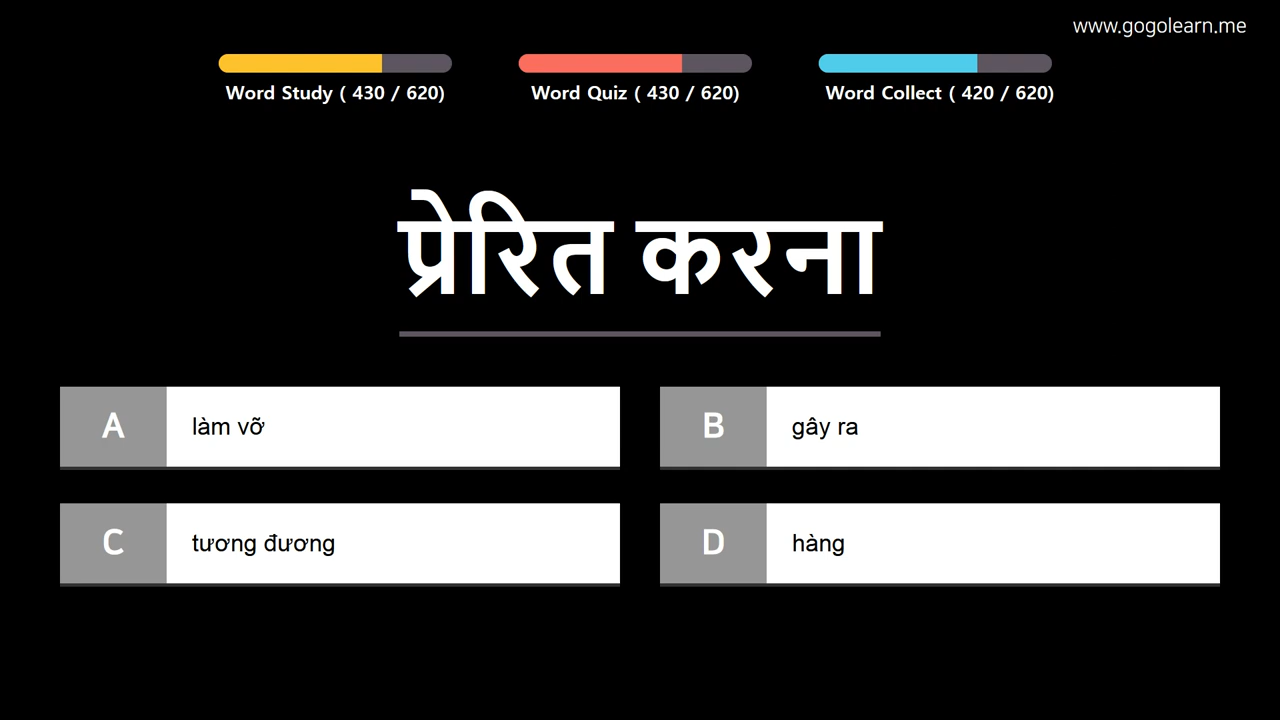 www.gogolearn.me
Word Study ( 430 / 620)
Word Quiz ( 430 / 620)
Word Collect ( 420 / 620)
प्रेरित करना
A
làm vỡ
B
gây ra
C
tương đương
D
hàng